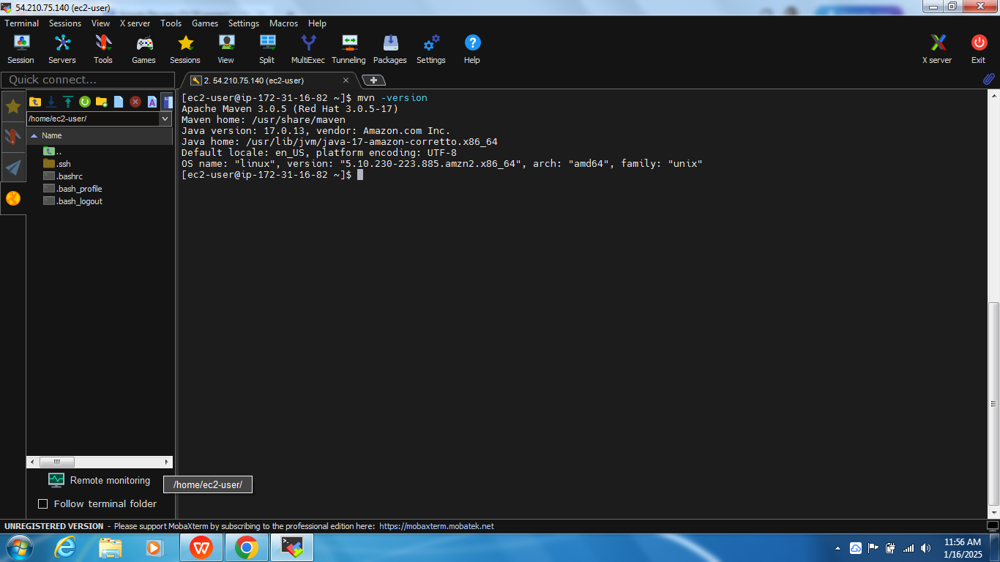 54.210.75.140 (ec2-user)
Terminal Sessions View X server Tools Games Settings Macros Help
Session Servers Tools Games Sessions View Split MultiExec Tunneling Packages Settings Help X server Exit
Quick connect...
2. 54.210.75.140 (ec2-user)
/home/ec2-user/
Name
..
.ssh
.bashrc
.bash_profile
.bash_logout
[ec2-user@ip-172-31-16-82 ~]$ mvn -version
Apache Maven 3.0.5 (Red Hat 3.0.5-17)
Maven home: /usr/share/maven
Java version: 17.0.13, vendor: Amazon.com Inc.
Java home: /usr/lib/jvm/java-17-amazon-corretto.x86_64
Default locale: en_US, platform encoding: UTF-8
OS name: "linux", version: "5.10.230-223.885.amzn2.x86_64", arch: "amd64", family: "unix"
[ec2-user@ip-172-31-16-82 ~]$
Remote monitoring
/home/ec2-user/
Follow terminal folder
UNREGISTERED VERSION - Please support MobaXterm by subscribing to the professional edition here: https://mobaxterm.mobatek.net
11:56 AM
1/16/2025